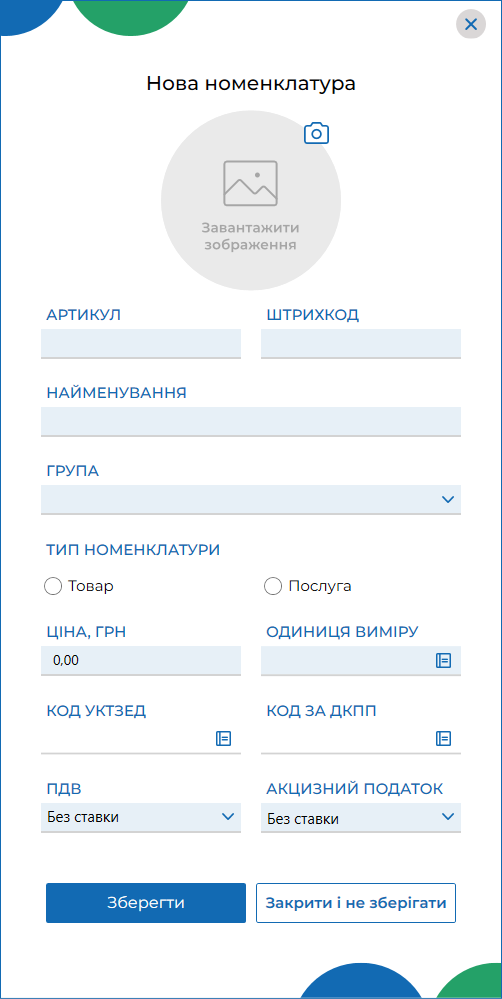 Нова номенклатура
Завантажити
зображення
АРТИКУЛ
ШТРИХКОД
НАЙМЕНУВАННЯ
ГРУПА
ТИП НОМЕНКЛАТУРИ
Товар
Послуга
ЦІНА, ГРН
ОДИНИЦЯ ВИМІРУ
0,00
КОД УКТЗЕД
КОД ЗА ДКПП
ПДВ
АКЦИЗНИЙ ПОДАТОК
Без ставки
Без ставки
Зберегти
Закрити і не зберігати